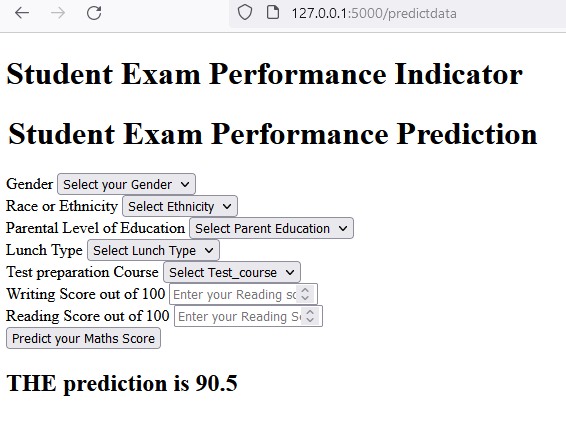 127.0.0.1:5000/predictdata
Student Exam Performance Indicator
Student Exam Performance Prediction
Gender Select your Gender
Race or Ethnicity Select Ethnicity
Parental Level of Education Select Parent Education
Lunch Type Select Lunch Type
Test preparation Course Select Test_course
Writing Score out of 100 Enter your Reading sc
Reading Score out of 100 Enter your Reading S
Predict your Maths Score
THE prediction is 90.5